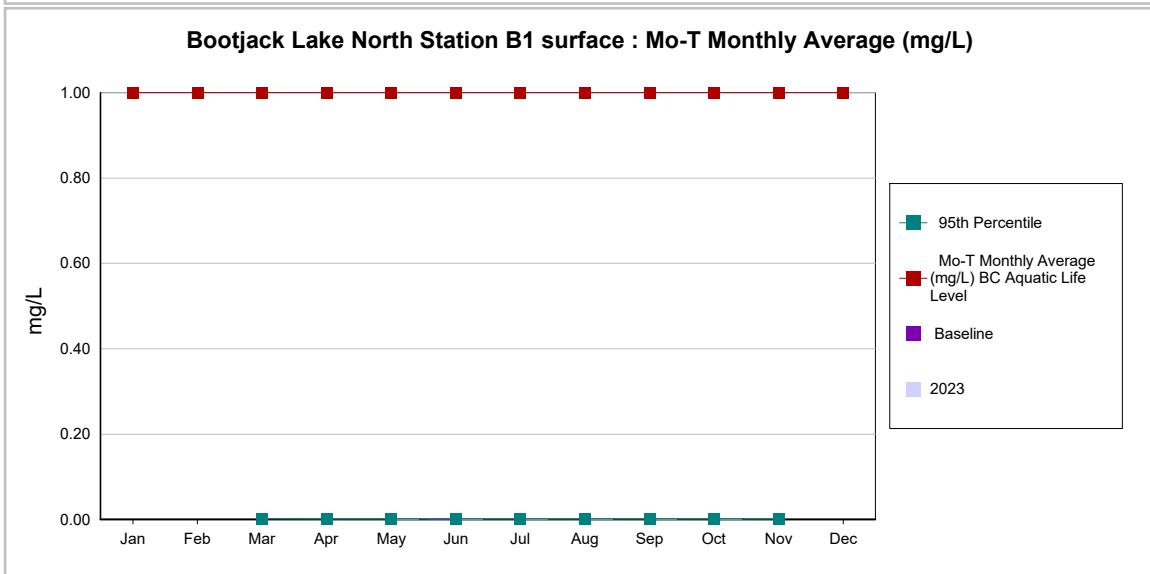 Bootjack Lake North Station B1 surface : Mo-T Monthly Average (mg/L)
mg/L
1.00
0.80
0.60
0.40
0.20
0.00
Jan Feb Mar Apr May Jun Jul Aug Sep Oct Nov Dec
95th Percentile
Mo-T Monthly Average
(mg/L) BC Aquatic Life
Level
Baseline
2023